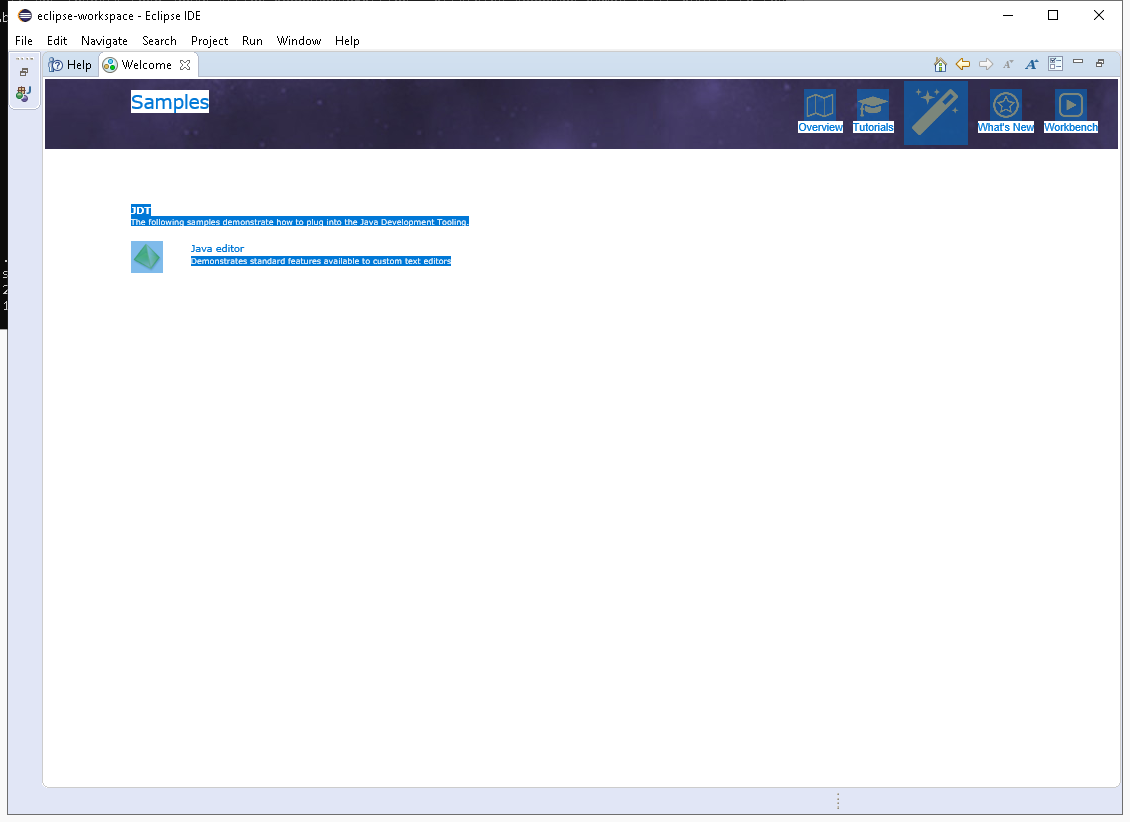 eclipse-workspace - Eclipse IDE
File Edit Navigate Search Project Run Window Help
Help Welcome
Samples
Overview Tutorials What's New Workbench
JDT
The following samples demonstrate how to plug into the Java Development Tooling.
Java editor
Demonstrates standard features available to custom text editors